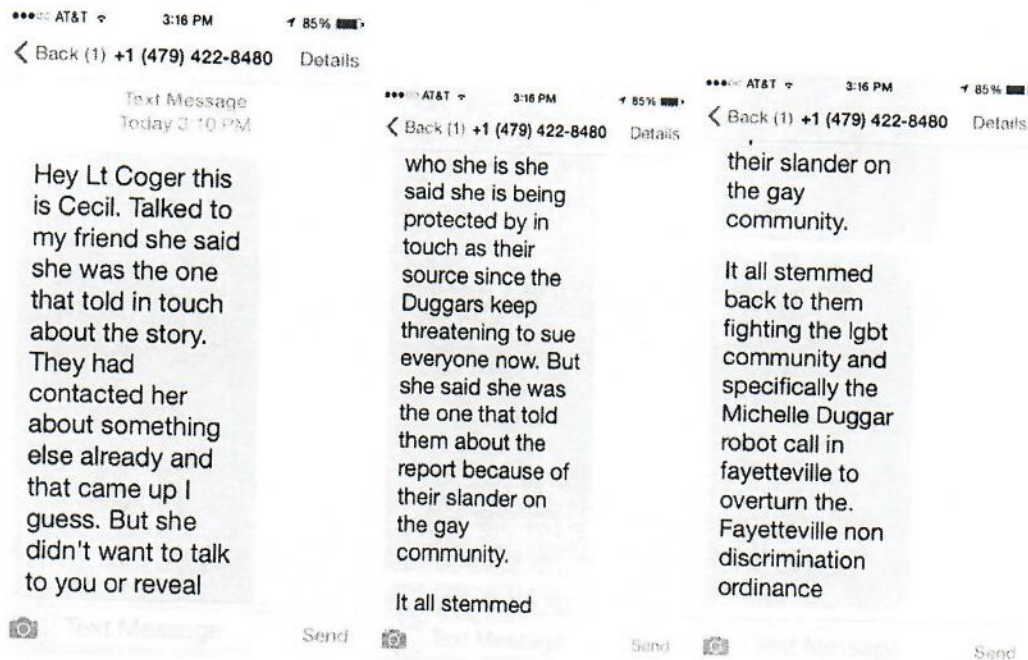 AT&T 3:16 PM 85%
Back (1) +1 (479) 422-8480 Details
Text Message
Today 3:10 PM
Hey Lt Coger this
is Cecil. Talked to
my friend she said
she was the one
that told in touch
about the story.
They had
contacted her
about something
else already and
that came up I
guess. But she
didn't want to talk
to you or reveal
Text Message Send
AT&T 3:16 PM 85%
Back (1) +1 (479) 422-8480 Details
who she is she
said she is being
protected by in
touch as their
source since the
Duggars keep
threatening to sue
everyone now. But
she said she was
the one that told
them about the
report because of
their slander on
the gay
community.
It all stemmed
Text Message Send
AT&T 3:16 PM 85%
Back (1) +1 (479) 422-8480 Details
their slander on
the gay
community.
It all stemmed
back to them
fighting the lgbt
community and
specifically the
Michelle Duggar
robot call in
fayetteville to
overturn the.
Fayetteville non
discrimination
ordinance
Text Message Send